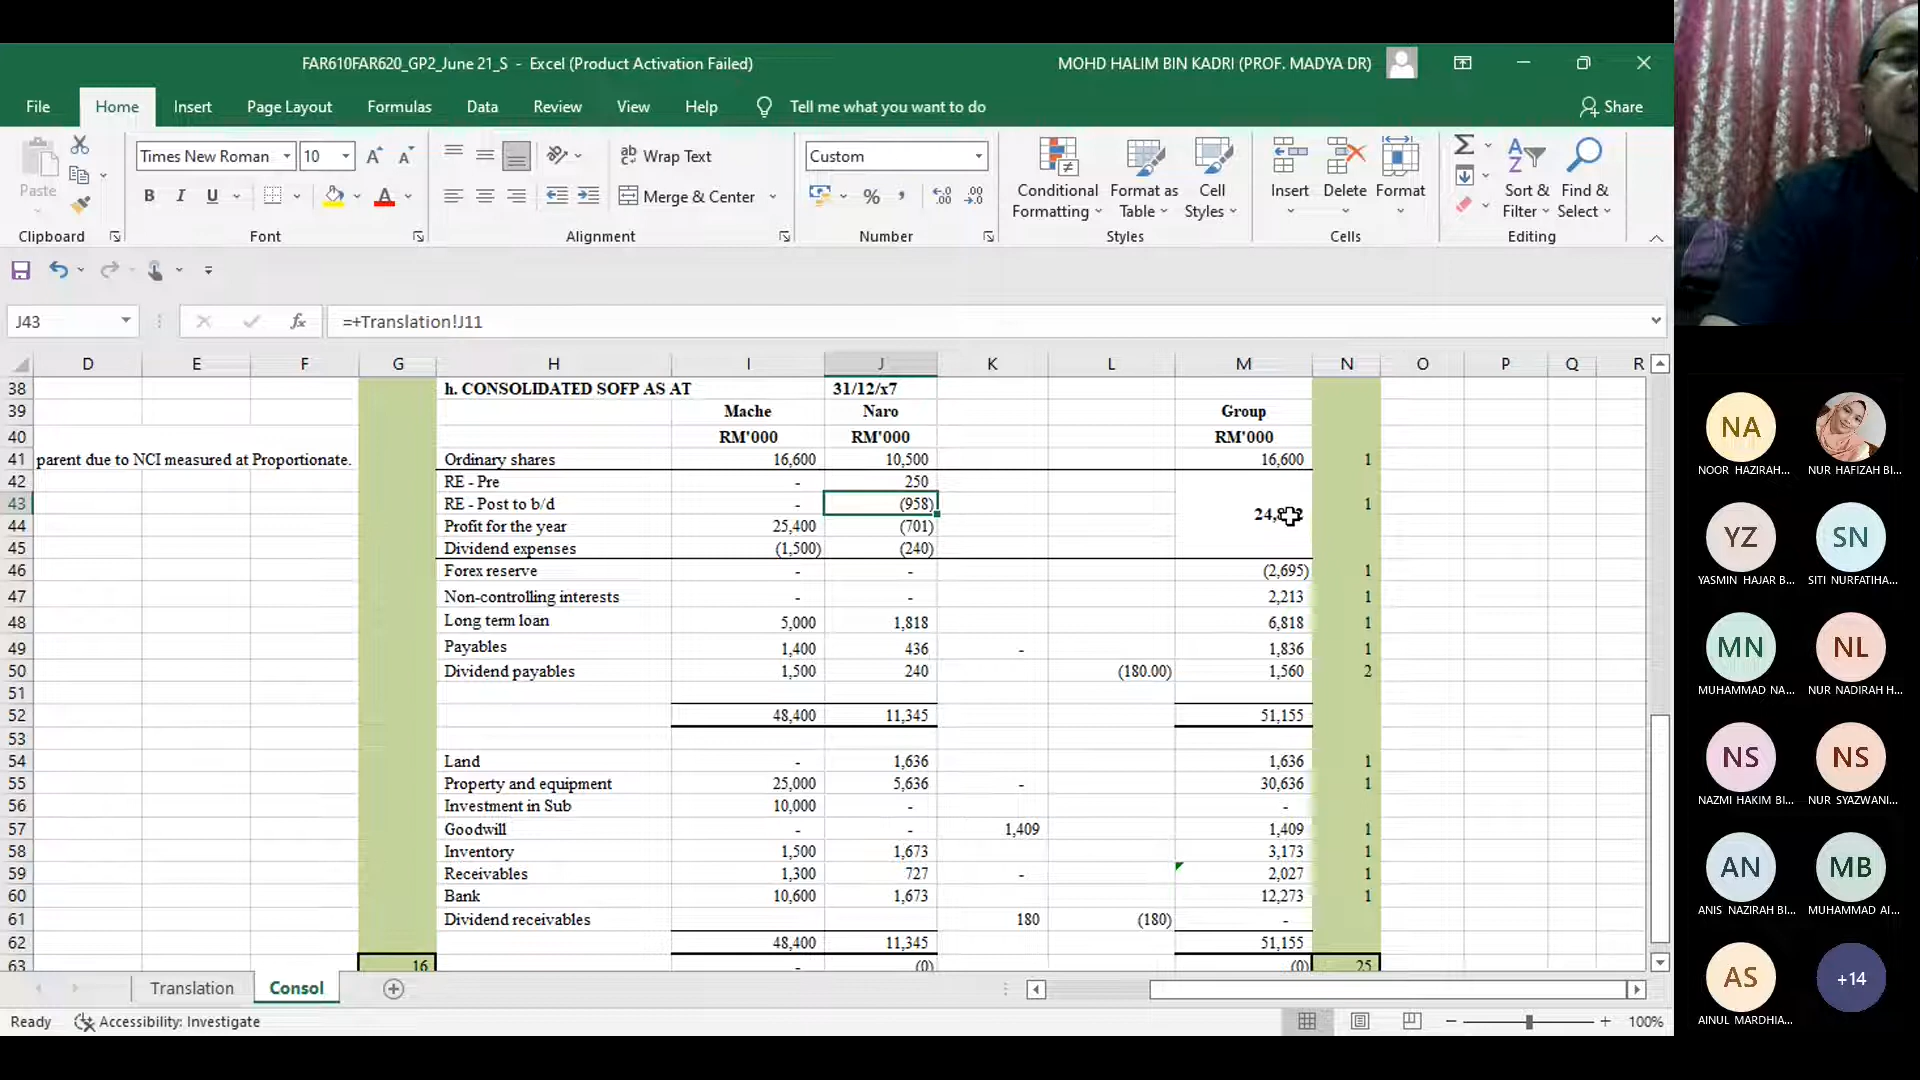 FAR610FAR620_GP2_June 21_S - Excel (Product Activation Failed)
MOHD HALIM BIN KADRI (PROF. MADYA DR)
File Home Insert Page Layout Formulas Data Review View Help Tell me what you want to do Share
Paste
Times New Roman 10
Wrap Text
Custom
B I U
Merge & Center
Conditional Formatting
Format as Table
Cell Styles
Insert
Delete
Format
Sort & Filter
Find & Select
Clipboard Font Alignment Number Styles Cells Editing
J43 fx =+Translation!J11
D E F G H I J K L M N O P Q R
38 h. CONSOLIDATED SOFP AS AT 31/12/x7
39 Mache Naro Group
40 RM'000 RM'000 RM'000
41 parent due to NCI measured at Proportionate. Ordinary shares 16,600 10,500 16,600 1
42 RE - Pre - 250
43 RE - Post to b/d - (958) 1
44 Profit for the year 25,400 (701)
45 Dividend expenses (1,500) (240)
46 Forex reserve - - (2,695) 1
47 Non-controlling interests - - 2,213 1
48 Long term loan 5,000 1,818 6,818 1
49 Payables 1,400 436 - 1,836 1
50 Dividend payables 1,500 240 (180.00) 1,560 2
51
52 48,400 11,345 51,155
53
54 Land - 1,636 1,636 1
55 Property and equipment 25,000 5,636 - 30,636 1
56 Investment in Sub 10,000 - -
57 Goodwill - - 1,409 1,409 1
58 Inventory 1,500 1,673 3,173 1
59 Receivables 1,300 727 - 2,027 1
60 Bank 10,600 1,673 12,273 1
61 Dividend receivables 180 (180) -
62 48,400 11,345 51,155
63 16 - (0) (0) 25
Translation Consol
Ready Accessibility: Investigate 100%
NA
NOOR HAZIRAH... NUR HAFIZAH BI...
YZ SN
YASMIN HAJAR B... SITI NURFATIHA...
MN NL
MUHAMMAD NA... NUR NADIRAH H...
NS NS
NAZMI HAKIM BI... NUR SYAZWANI...
AN MB
ANIS NAZIRAH BI... MUHAMMAD AI...
AS +14
AINUL MARDHIA...